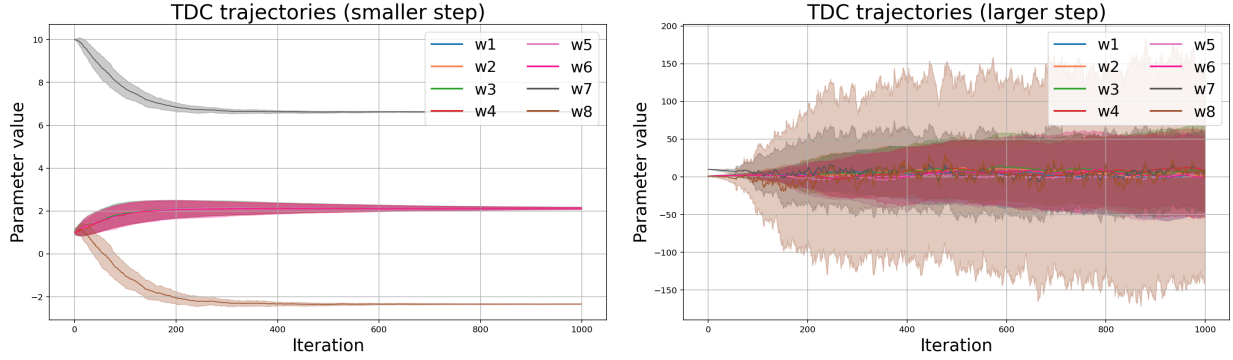 TDC trajectories (smaller step)
10
8
6
4
2
0
−2
0
200
400
600
800
1000
Parameter value
Iteration
w1
w2
w3
w4
w5
w6
w7
w8
TDC trajectories (larger step)
200
150
100
50
0
−50
−100
−150
0
200
400
600
800
1000
Parameter value
Iteration
w1
w2
w3
w4
w5
w6
w7
w8